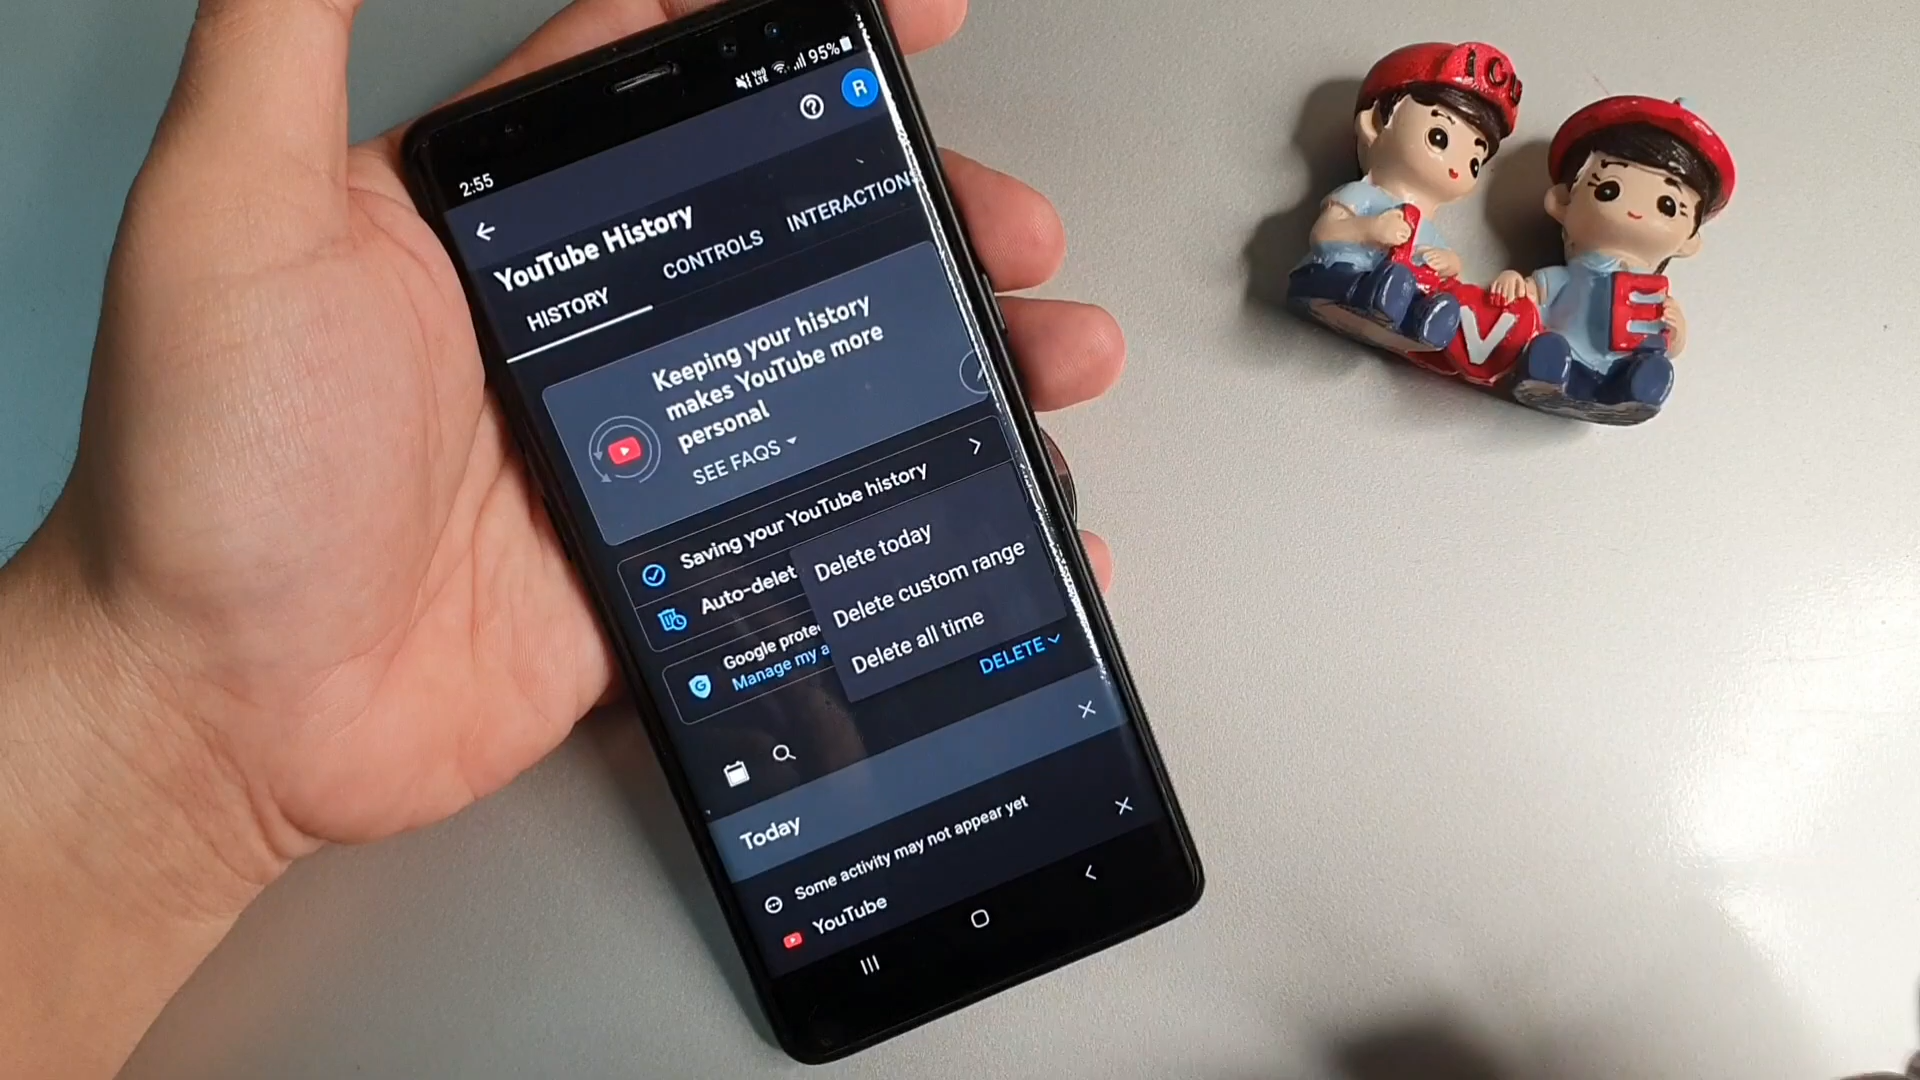 95%
R
2:55
YouTube History
HISTORY
CONTROLS
INTERACTIONS
Keeping your history
makes YouTube more
personal
SEE FAQS
Saving your YouTube history
Auto-delet
Google prote
Manage my a
Delete today
Delete custom range
Delete all time
DELETE
Today
Some activity may not appear yet
YouTube
V
E